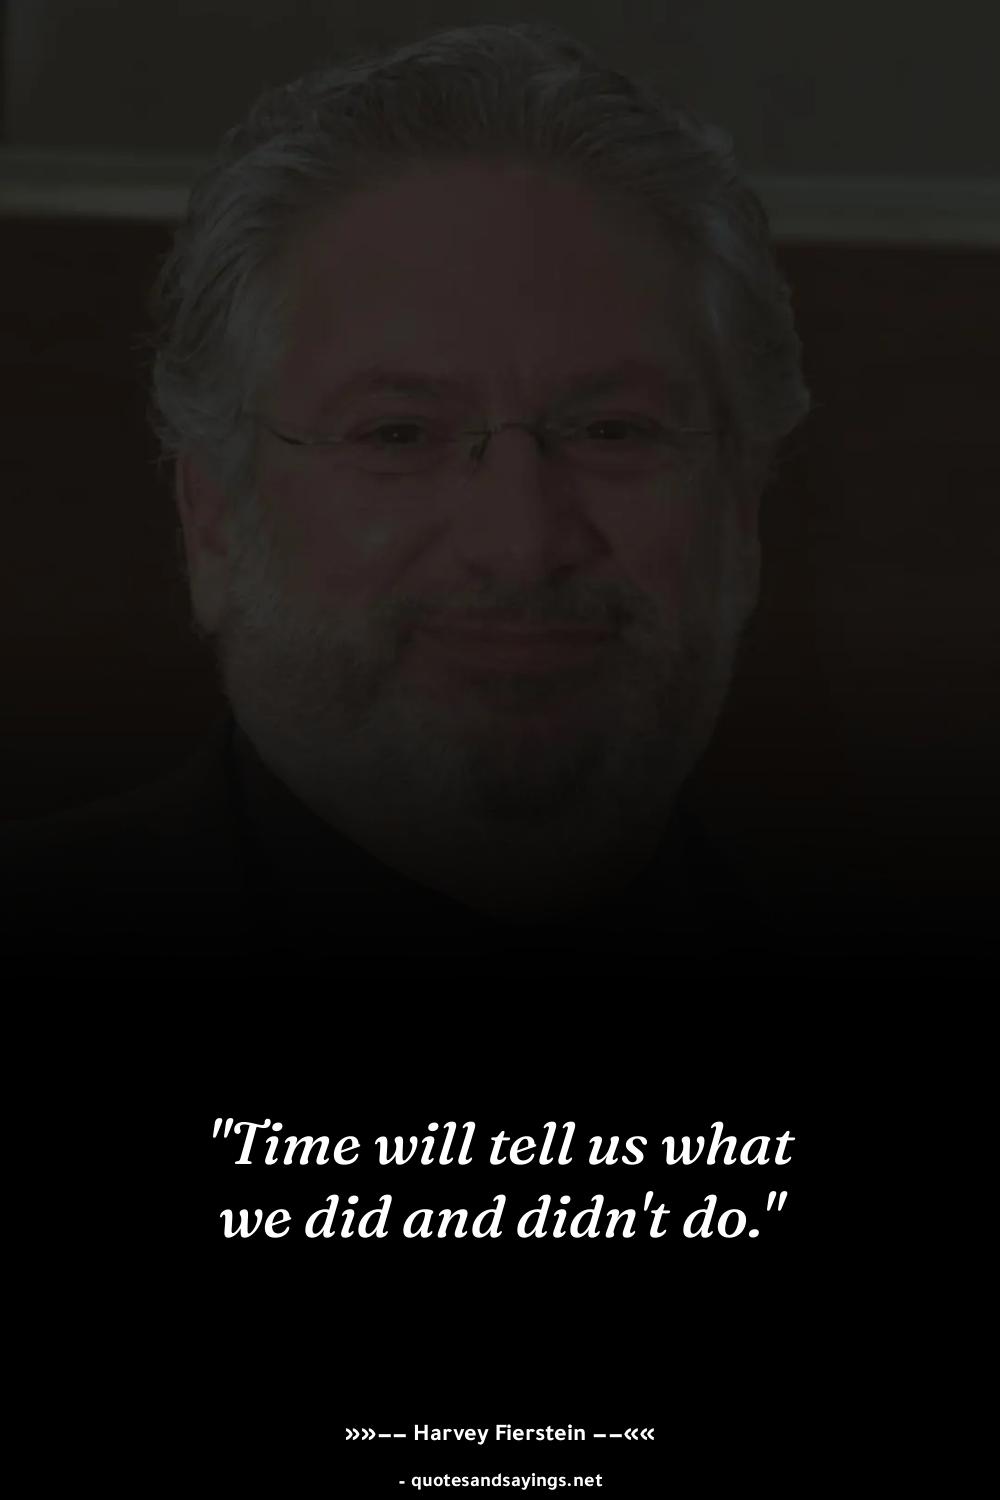 "Time will tell us what
we did and didn't do."
»»−− Harvey Fierstein −−««
- quotesandsayings.net